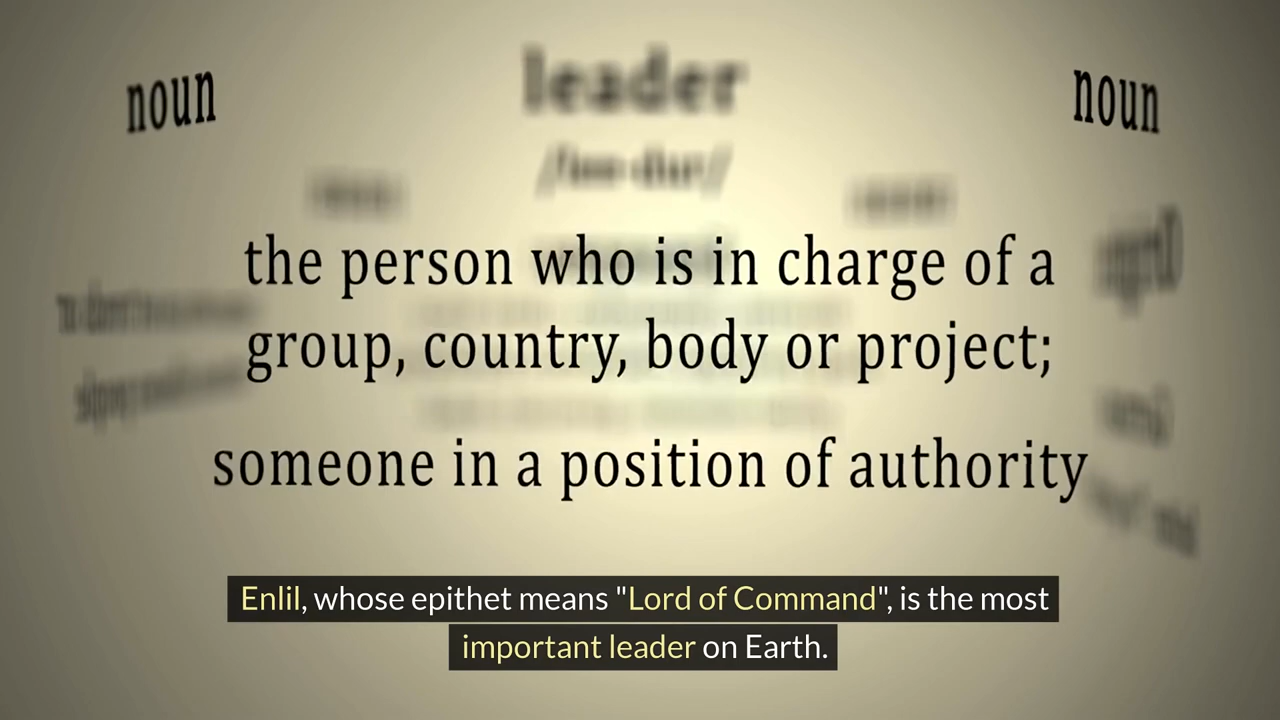 noun
leader
noun
the person who is in charge of a
group, country, body or project;
someone in a position of authority
Enlil, whose epithet means "Lord of Command", is the most
important leader on Earth.